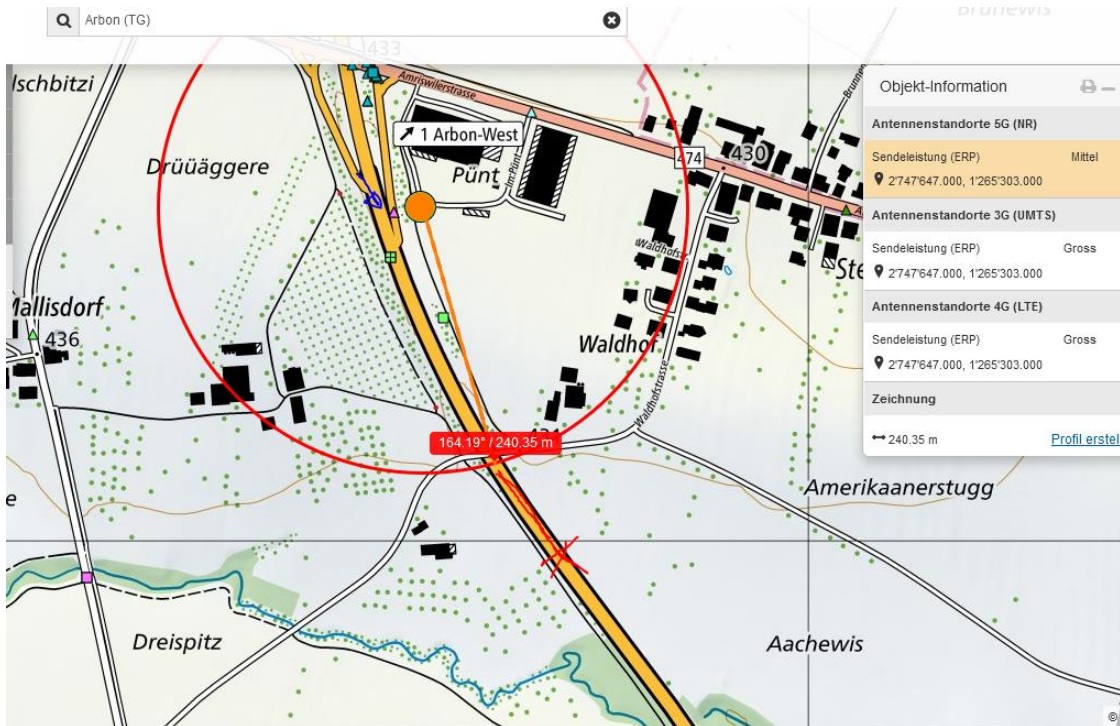 Arbon (TG)
Brunewis
433
Ischbitzi
Amriswilerstrasse
1 Arbon-West
Drüüäggere
Pünt
Im Pünt
474
430
Waldhofstr
Mallisdorf
436
Waldhof
Waldhofstrasse
164.19° / 240.35 m
Amerikaanerstugg
Dreispitz
Aachewis
Objekt-Information
Antennenstandorte 5G (NR)
Sendeleistung (ERP) Mittel
2'747'647.000, 1'265'303.000
Antennenstandorte 3G (UMTS)
Sendeleistung (ERP) Gross
2'747'647.000, 1'265'303.000
Antennenstandorte 4G (LTE)
Sendeleistung (ERP) Gross
2'747'647.000, 1'265'303.000
Zeichnung
240.35 m Profil erstel
©